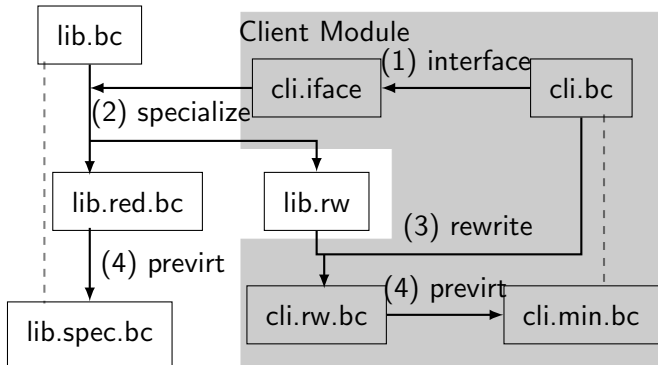 lib.bc
Client Module
(1) interface
cli.iface
cli.bc
(2) specialize
lib.red.bc
lib.rw
(3) rewrite
(4) previrt
(4) previrt
lib.spec.bc
cli.rw.bc
cli.min.bc